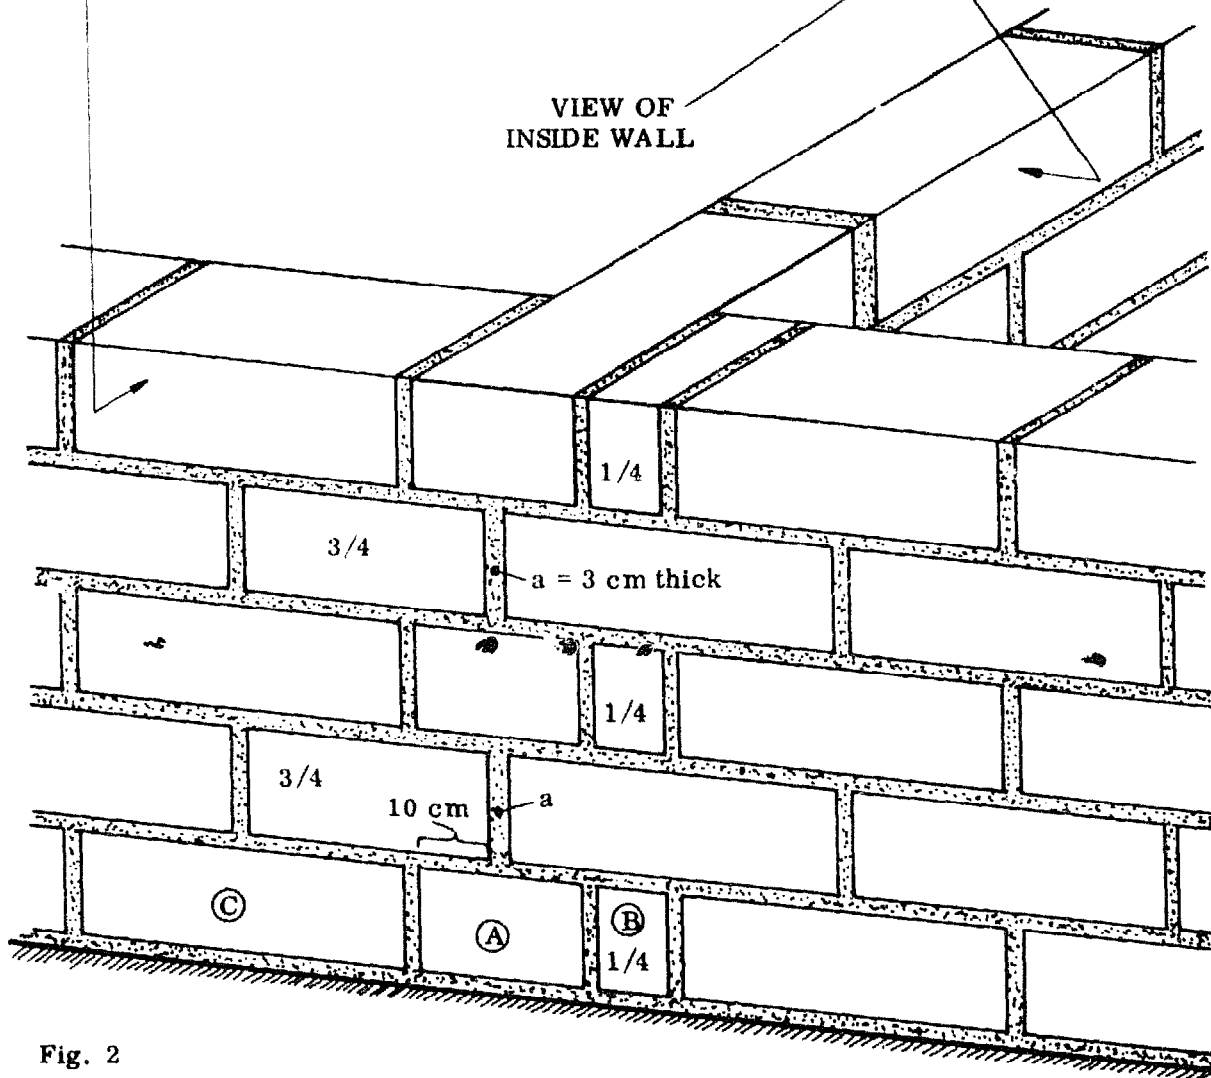 VIEW OF
INSIDE WALL
1/4
3/4
a = 3 cm thick
1/4
3/4
10 cm
a
C
A
B
1/4
Fig. 2